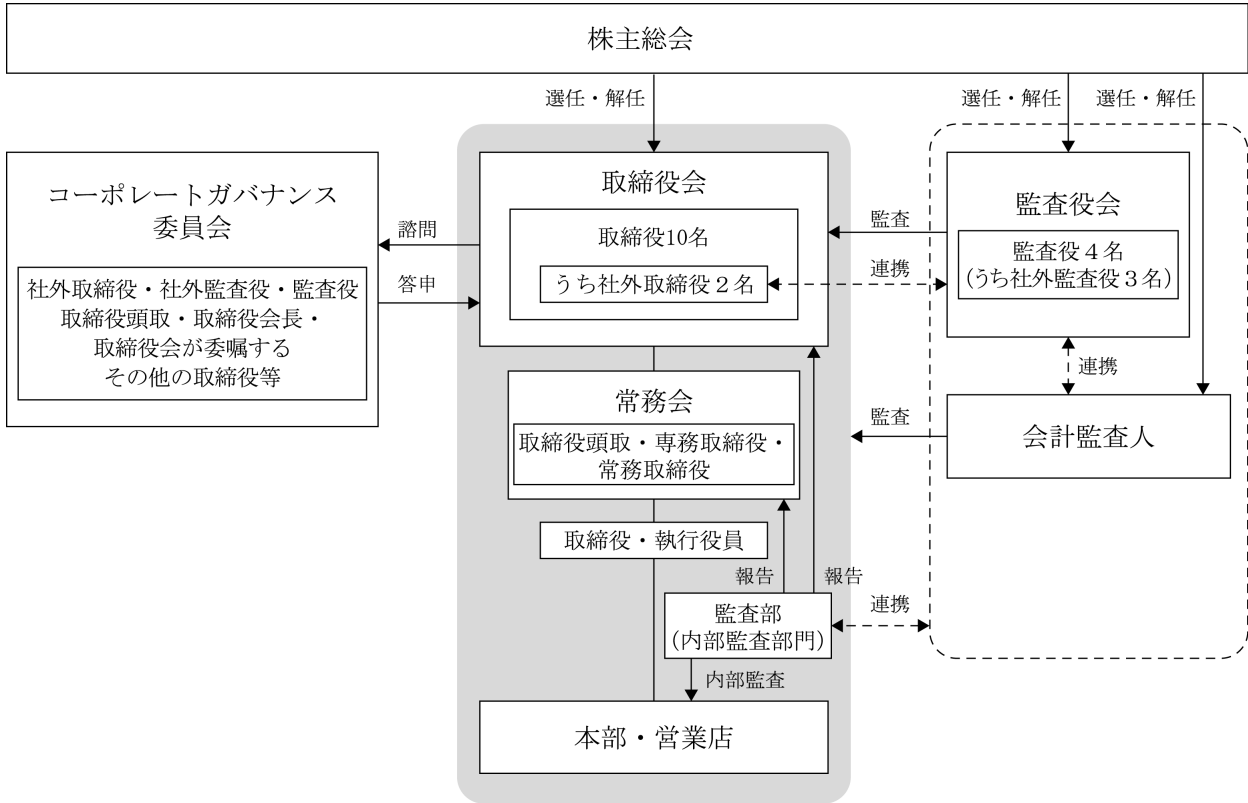 株主総会
選任・解任
選任・解任
選任・解任
コーポレートガバナンス
委員会
社外取締役・社外監査役・監査役
取締役頭取・取締役会長・
取締役会が委嘱する
その他の取締役等
諮問
答申
取締役会
取締役10名
うち社外取締役2名
監査
連携
監査役会
監査役4名
(うち社外監査役3名)
連携
常務会
取締役頭取・専務取締役・
常務取締役
監査
会計監査人
取締役・執行役員
報告
報告
監査部
(内部監査部門)
連携
内部監査
本部・営業店